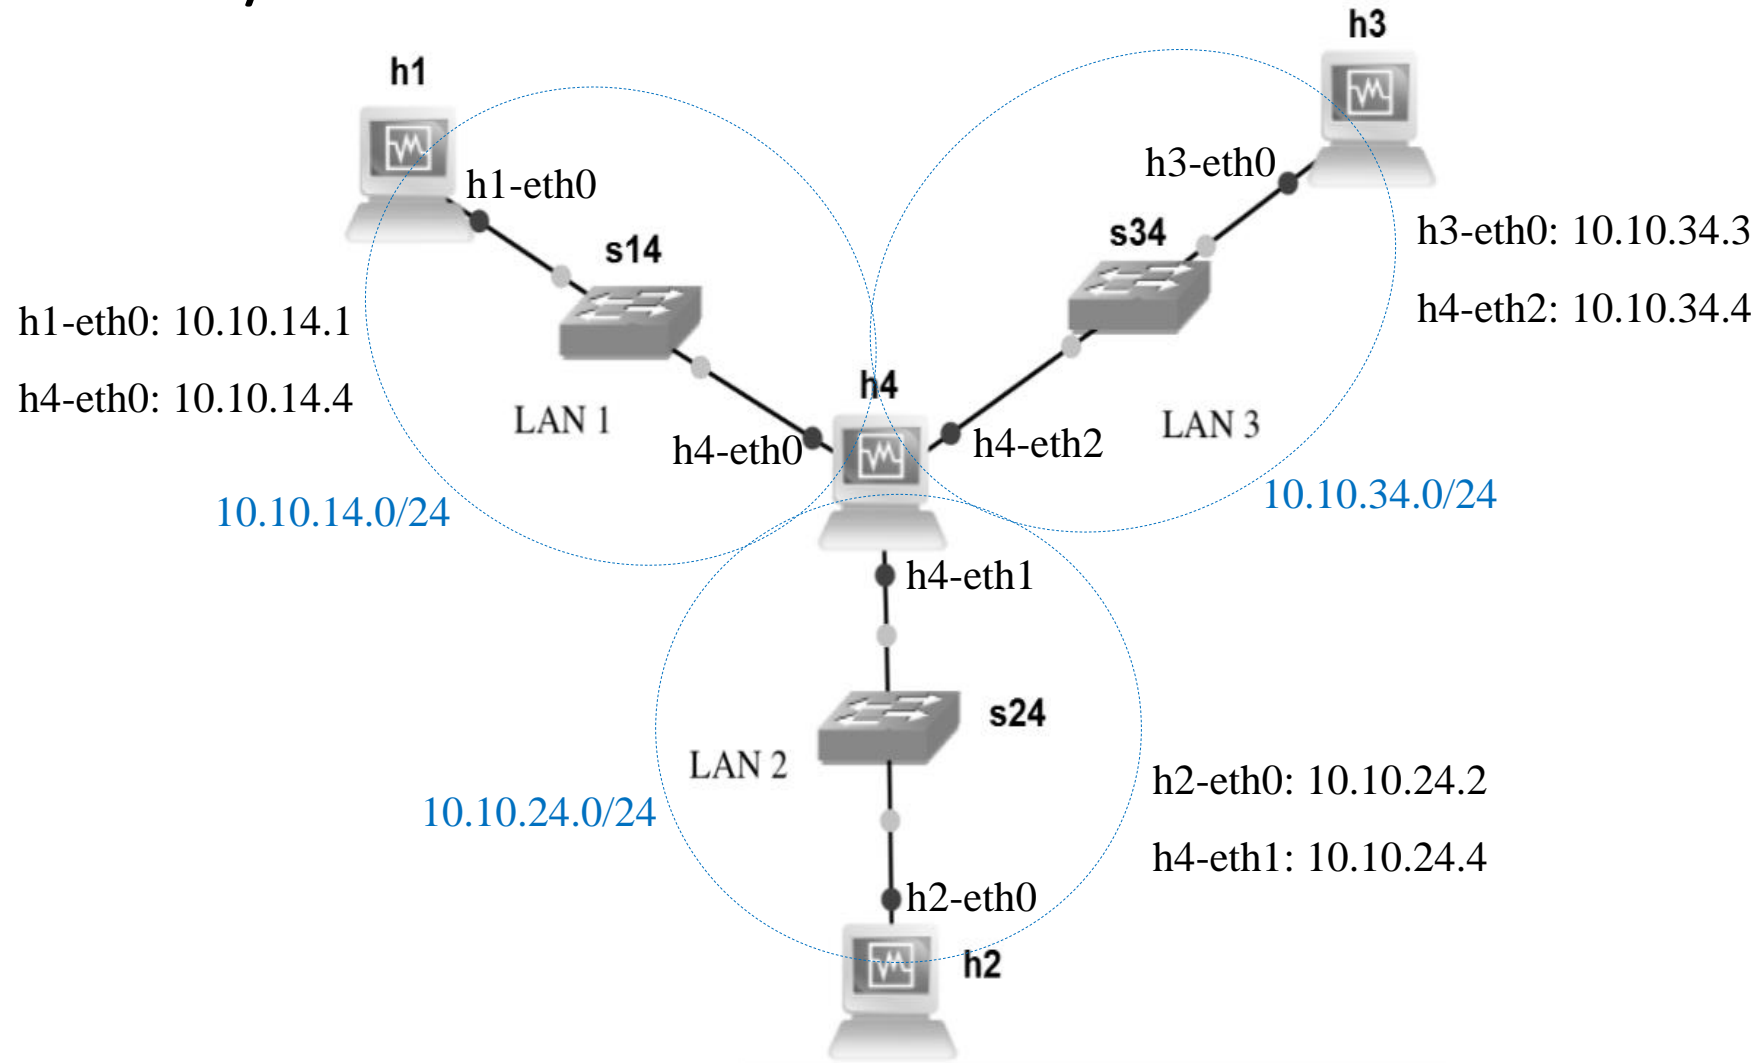 h3
h1
h3-eth0
h1-eth0
s34
h3-eth0: 10.10.34.3
s14
h1-eth0: 10.10.14.1
h4-eth2: 10.10.34.4
h4
h4-eth0: 10.10.14.4
LAN 1
LAN 3
h4-eth0
h4-eth2
10.10.14.0/24
10.10.34.0/24
h4-eth1
s24
LAN 2
h2-eth0: 10.10.24.2
10.10.24.0/24
h4-eth1: 10.10.24.4
h2-eth0
h2